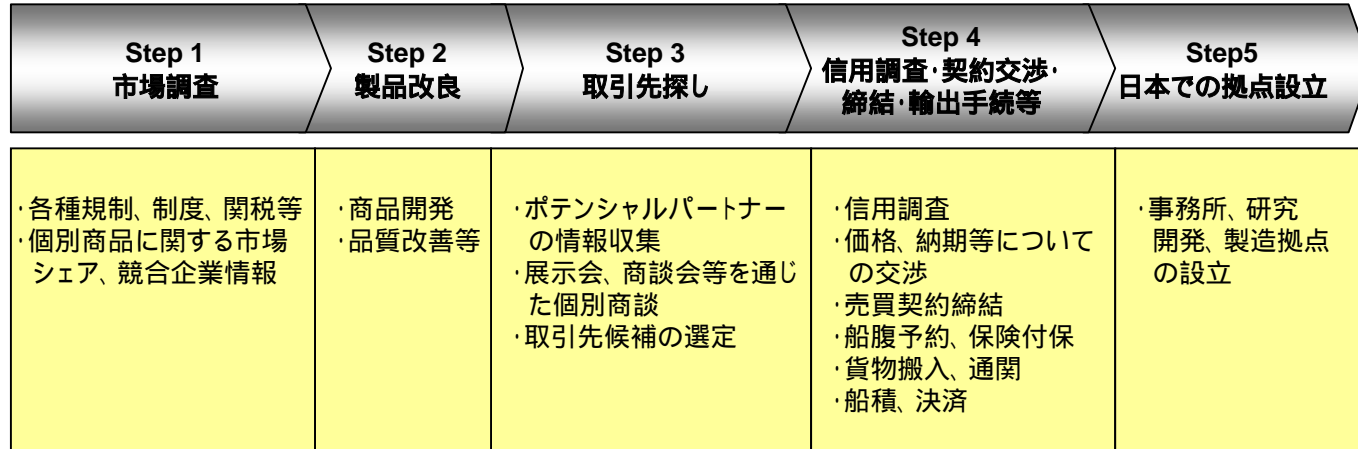 Step 1
市場調査
Step 2
製品改良
Step 3
取引先探し
Step 4
信用調査・契約交渉・
締結・輸出手続等
Step5
日本での拠点設立
・各種規制、制度、関税等
・個別商品に関する市場
シェア、競合企業情報
・商品開発
・品質改善等
・ポテンシャルパートナー
の情報収集
・展示会、商談会等を通じ
た個別商談
・取引先候補の選定
・信用調査
・価格、納期等について
の交渉
・売買契約締結
・船腹予約、保険付保
・貨物搬入、通関
・船積、決済
・事務所、研究
開発、製造拠点
の設立